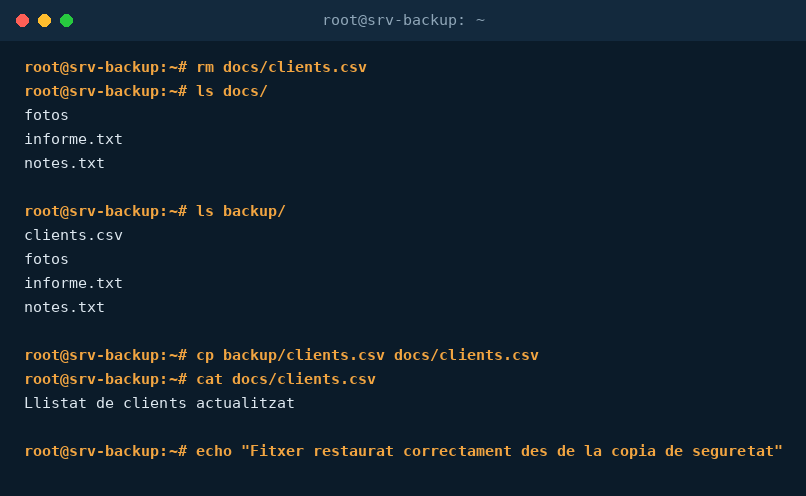 root@srv-backup: ~
root@srv-backup:~# rm docs/clients.csv
root@srv-backup:~# ls docs/
fotos
informe.txt
notes.txt
root@srv-backup:~# ls backup/
clients.csv
fotos
informe.txt
notes.txt
root@srv-backup:~# cp backup/clients.csv docs/clients.csv
root@srv-backup:~# cat docs/clients.csv
Llistat de clients actualitzat
root@srv-backup:~# echo "Fitxer restaurat correctament des de la copia de seguretat"